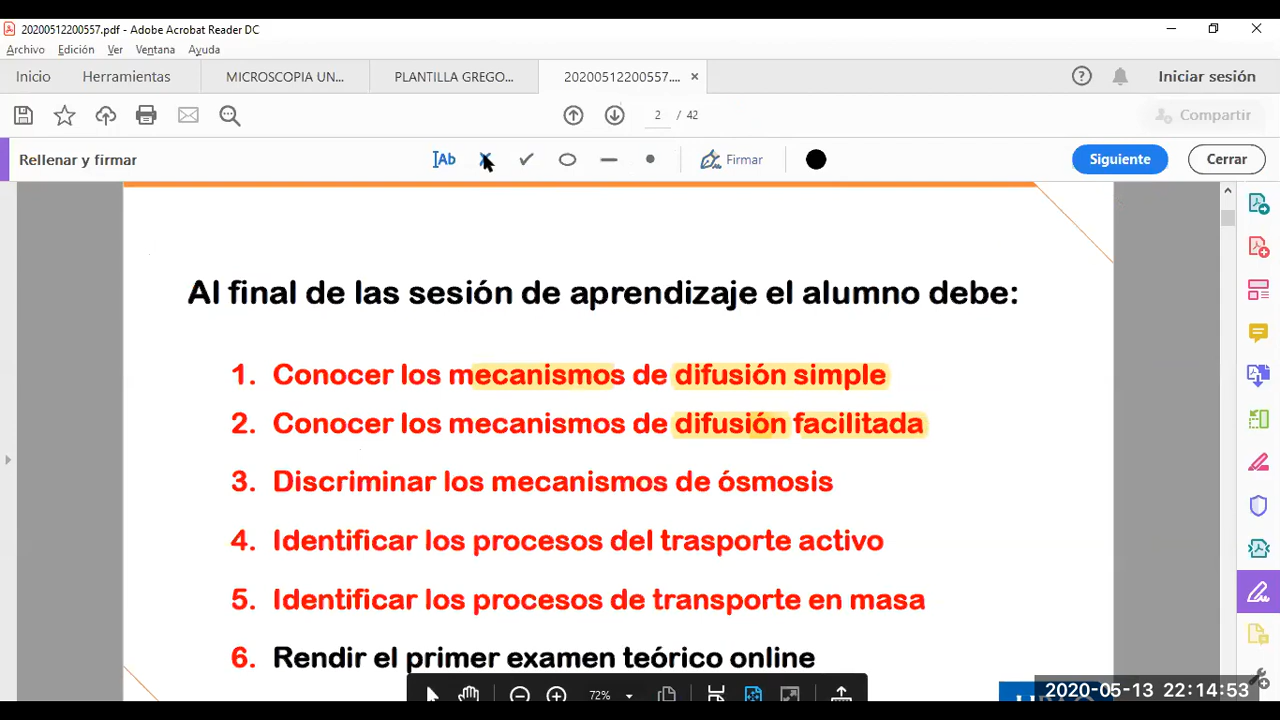 20200512200557.pdf - Adobe Acrobat Reader DC
Archivo Edición Ver Ventana Ayuda
Inicio Herramientas MICROSCOPIA UN... PLANTILLA GREGO... 20200512200557.... ×
Iniciar sesión
2 / 42
Compartir
Rellenar y firmar
Ab
Firmar
Siguiente
Cerrar
Al final de las sesión de aprendizaje el alumno debe:
1. Conocer los mecanismos de difusión simple
2. Conocer los mecanismos de difusión facilitada
3. Discriminar los mecanismos de ósmosis
4. Identificar los procesos del trasporte activo
5. Identificar los procesos de transporte en masa
6. Rendir el primer examen teórico online
72%
2020-05-13 22:14:53